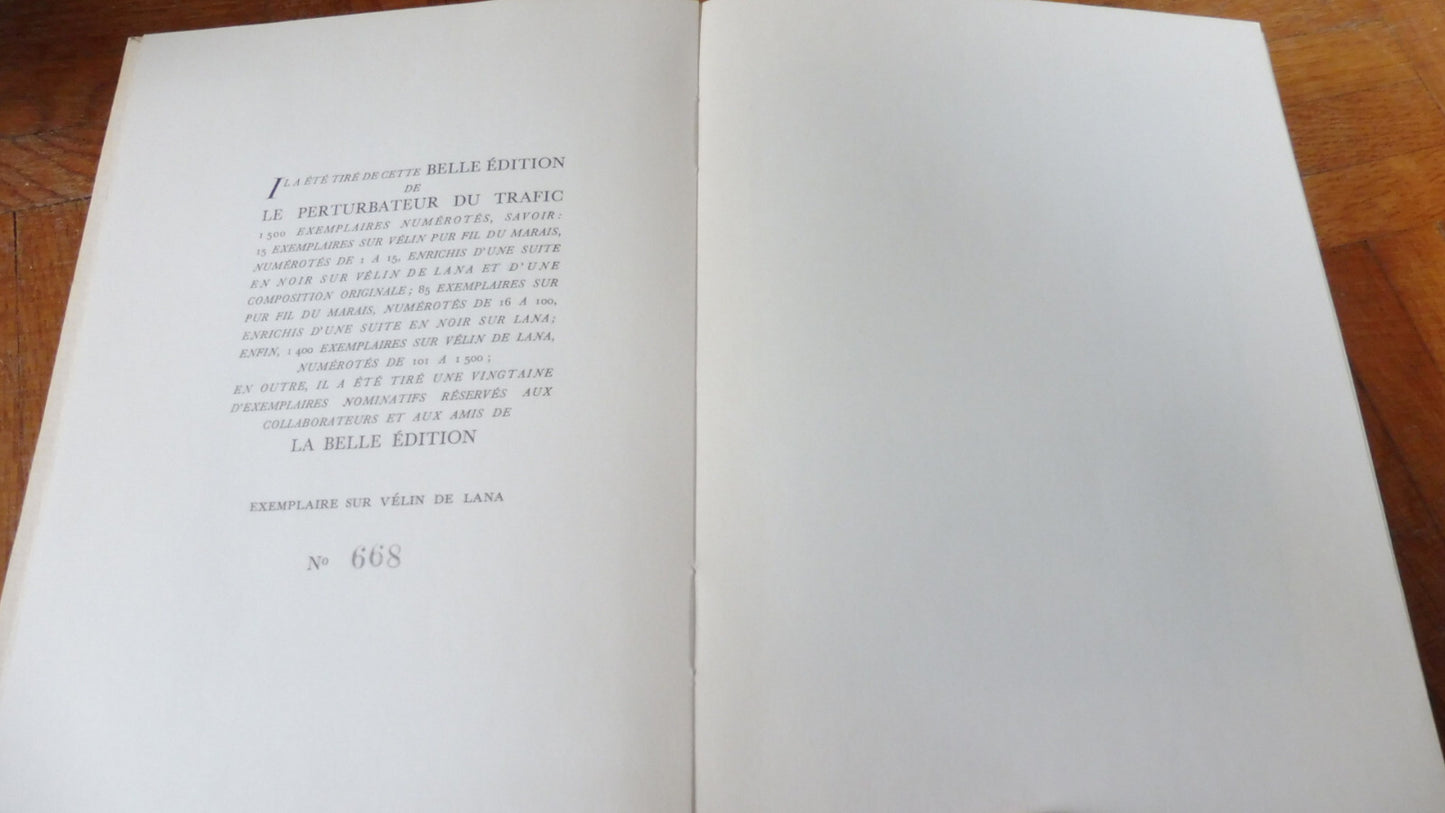 IL A ÉTÉ TIRÉ DE CETTE BELLE ÉDITION
DE
LE PERTURBATEUR DU TRAFIC
1 500 EXEMPLAIRES NUMÉROTÉS, SAVOIR :
15 EXEMPLAIRES SUR VÉLIN PUR FIL DU MARAIS,
NUMÉROTÉS DE 1 A 15, ENRICHIS D'UNE SUITE
EN NOIR SUR VÉLIN DE LANA ET D'UNE
COMPOSITION ORIGINALE ; 85 EXEMPLAIRES SUR
PUR FIL DU MARAIS, NUMÉROTÉS DE 16 A 100,
ENRICHIS D'UNE SUITE EN NOIR SUR LANA ;
ENFIN, 1 400 EXEMPLAIRES SUR VÉLIN DE LANA,
NUMÉROTÉS DE 101 A 1 500 ;
EN OUTRE, IL A ÉTÉ TIRÉ UNE VINGTAINE
D'EXEMPLAIRES NOMINATIFS RÉSERVÉS AUX
COLLABORATEURS ET AUX AMIS DE
LA BELLE ÉDITION
EXEMPLAIRE SUR VÉLIN DE LANA
Nº 668